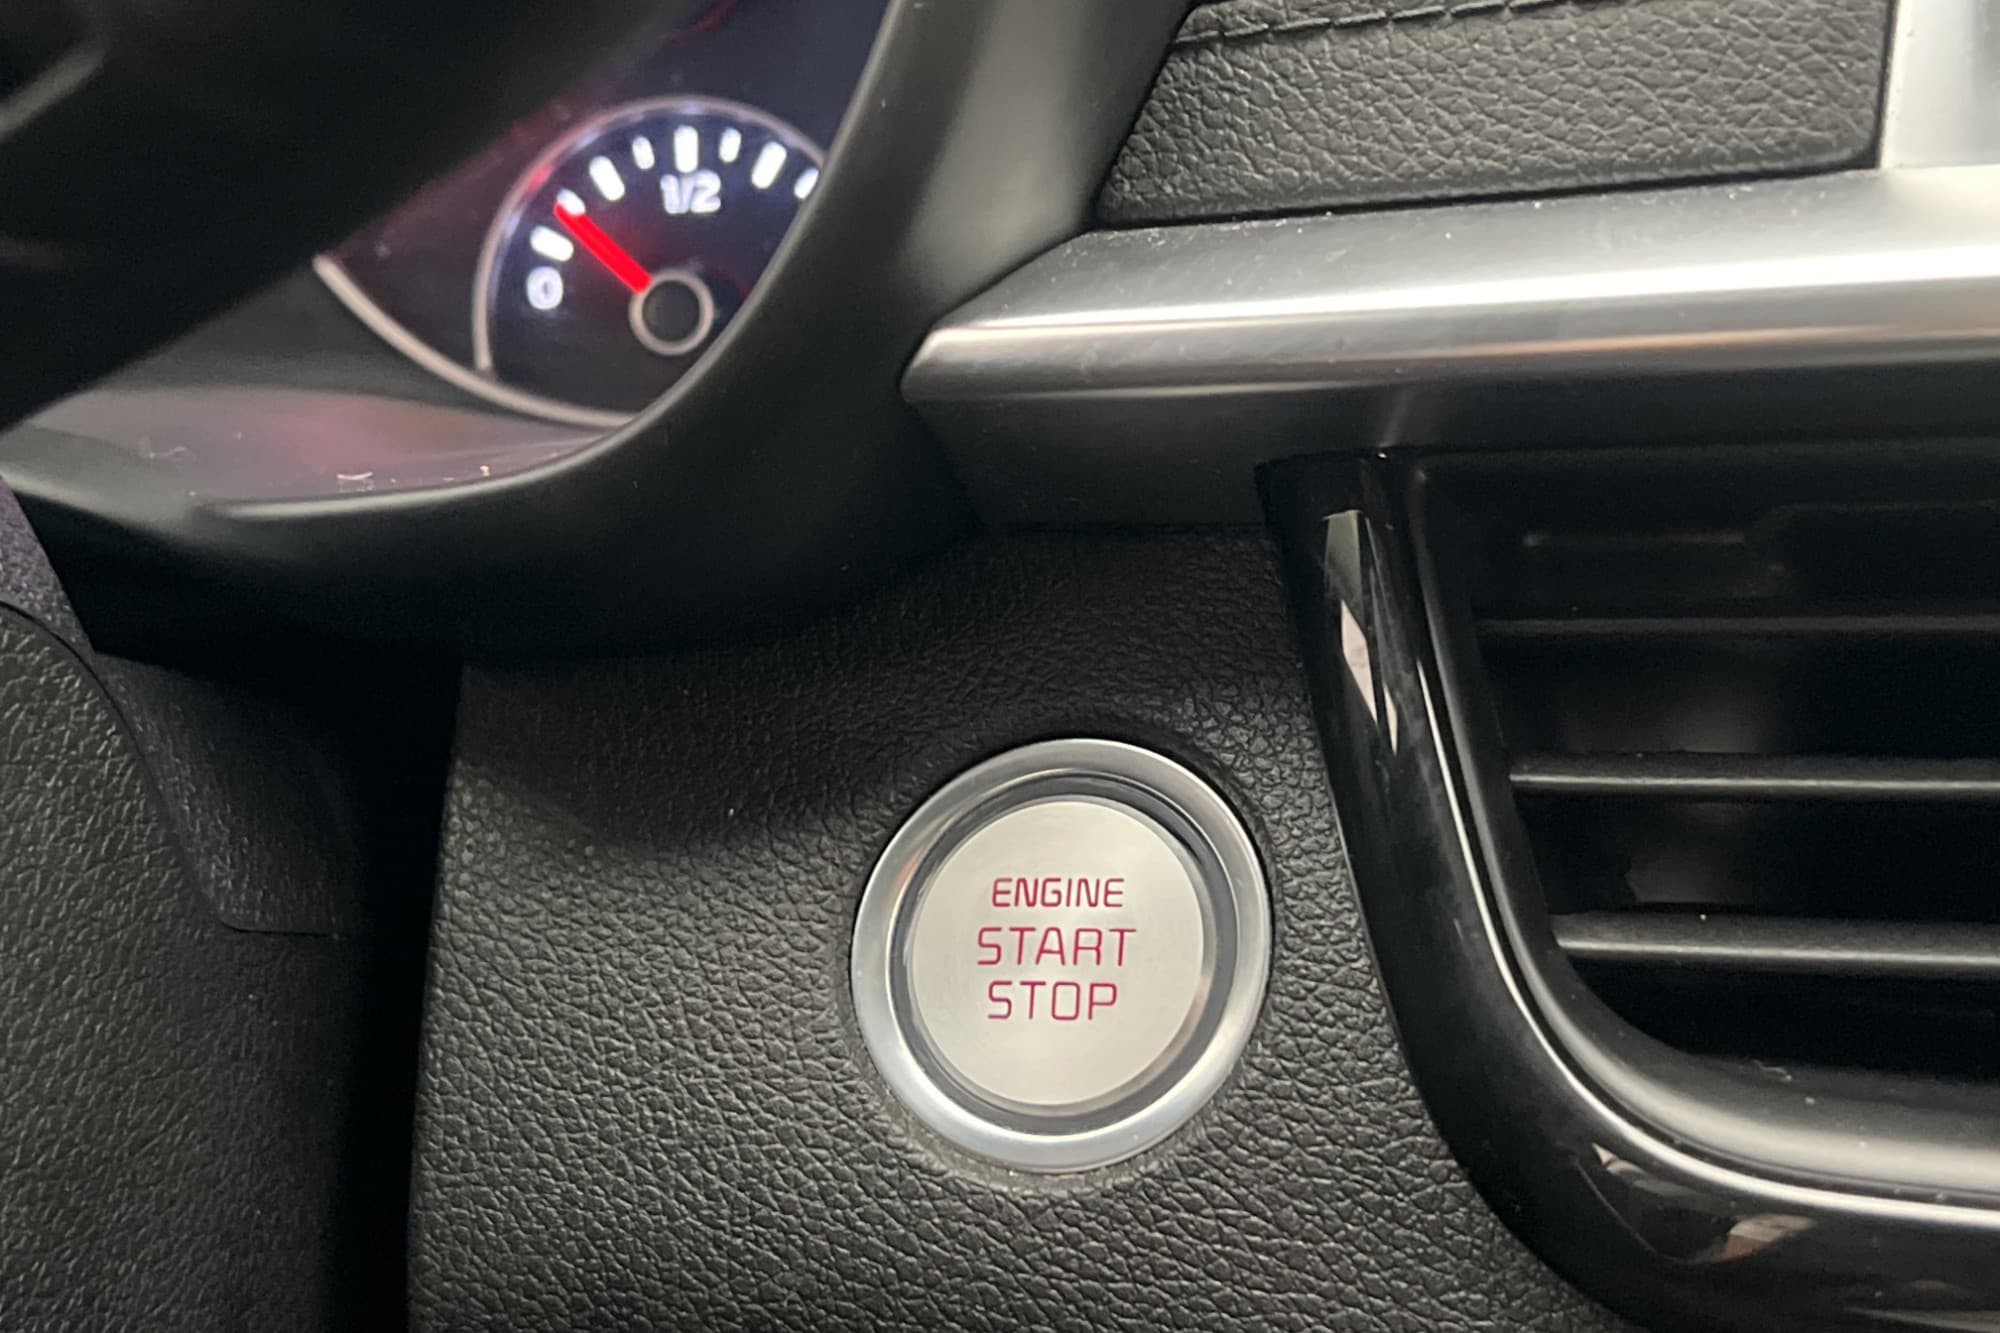 1/2
0
ENGINE
START
STOP